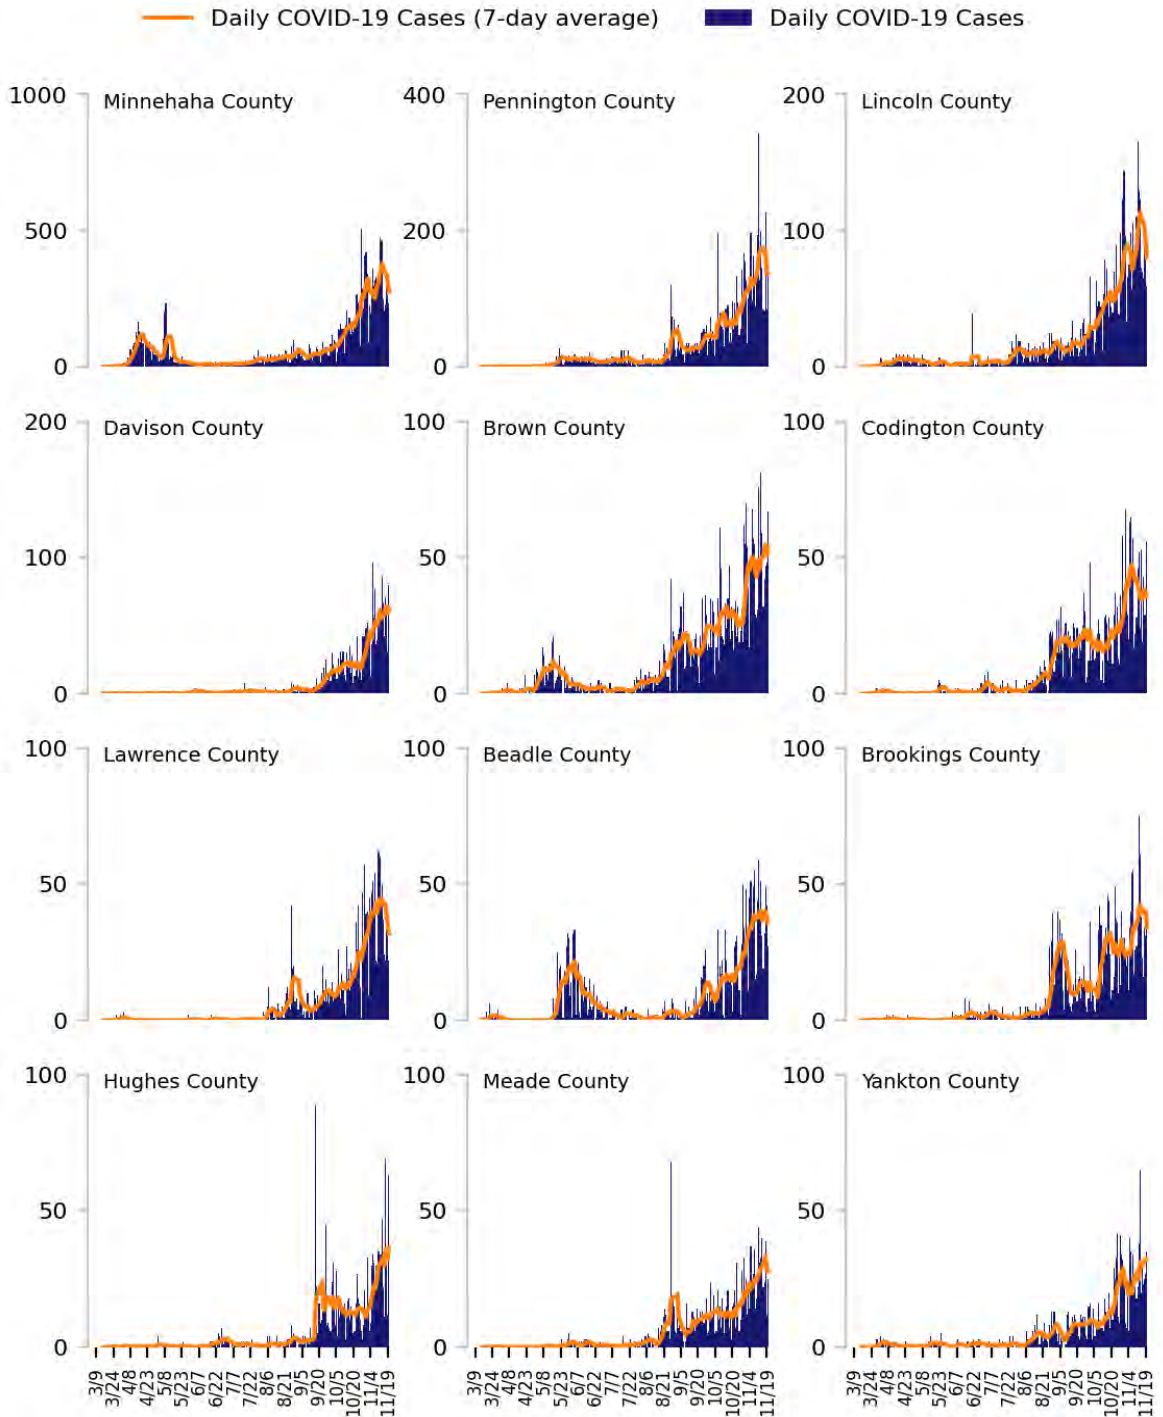 Daily COVID-19 Cases (7-day average) Daily COVID-19 Cases
1000 Minnehaha County 400 Pennington County 200 Lincoln County
500 200 100
0 0 0
200 Davison County 100 Brown County 100 Codington County
100 50 50
0 0 0
100 Lawrence County 100 Beadle County 100 Brookings County
50 50 50
0 0 0
100 Hughes County 100 Meade County 100 Yankton County
50 50 50
0 0 0
3/9 3/24 4/8 4/23 5/8 5/23 6/7 6/22 7/7 7/22 8/6 8/21 9/5 9/20 10/5 10/20 11/4 11/19 3/9 3/24 4/8 4/23 5/8 5/23 6/7 6/22 7/7 7/22 8/6 8/21 9/5 9/20 10/5 10/20 11/4 11/19 3/9 3/24 4/8 4/23 5/8 5/23 6/7 6/22 7/7 7/22 8/6 8/21 9/5 9/20 10/5 10/20 11/4 11/19